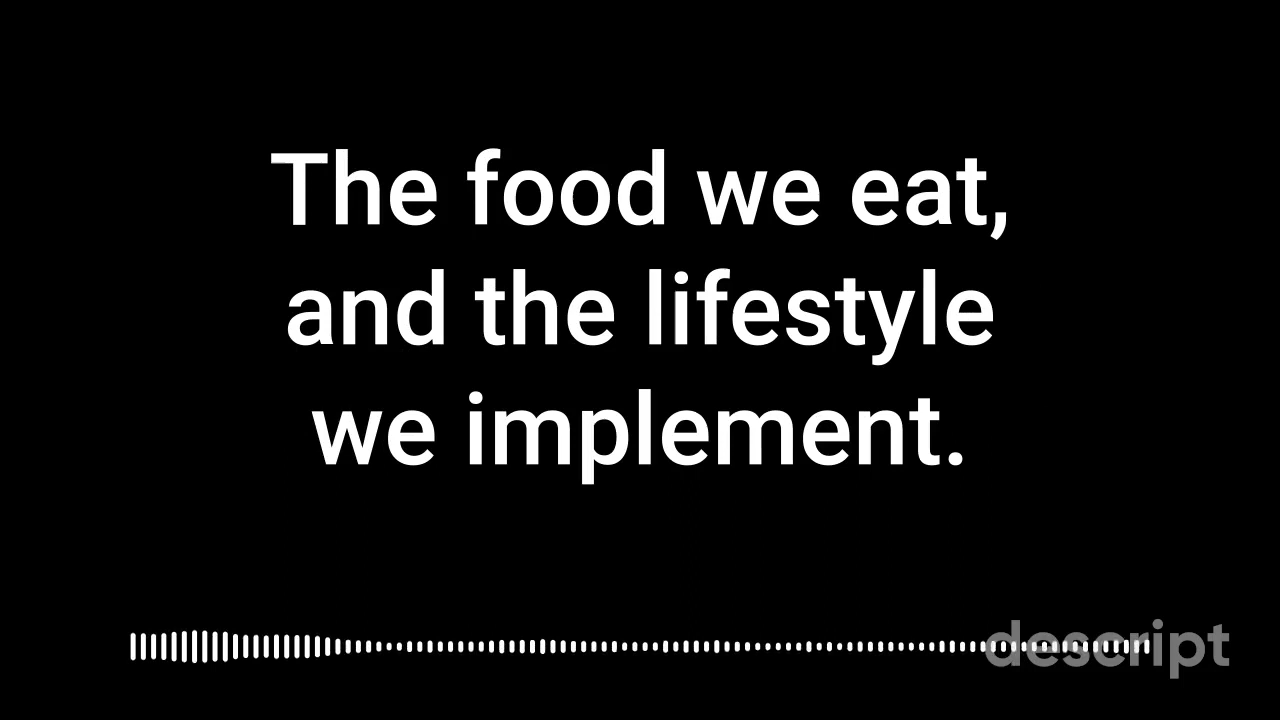 The food we eat,
and the lifestyle
we implement.
descript